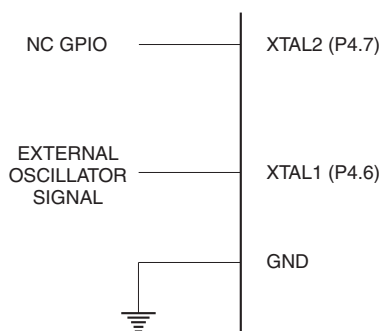 NC GPIO
XTAL2 (P4.7)
EXTERNAL
OSCILLATOR
SIGNAL
XTAL1 (P4.6)
GND